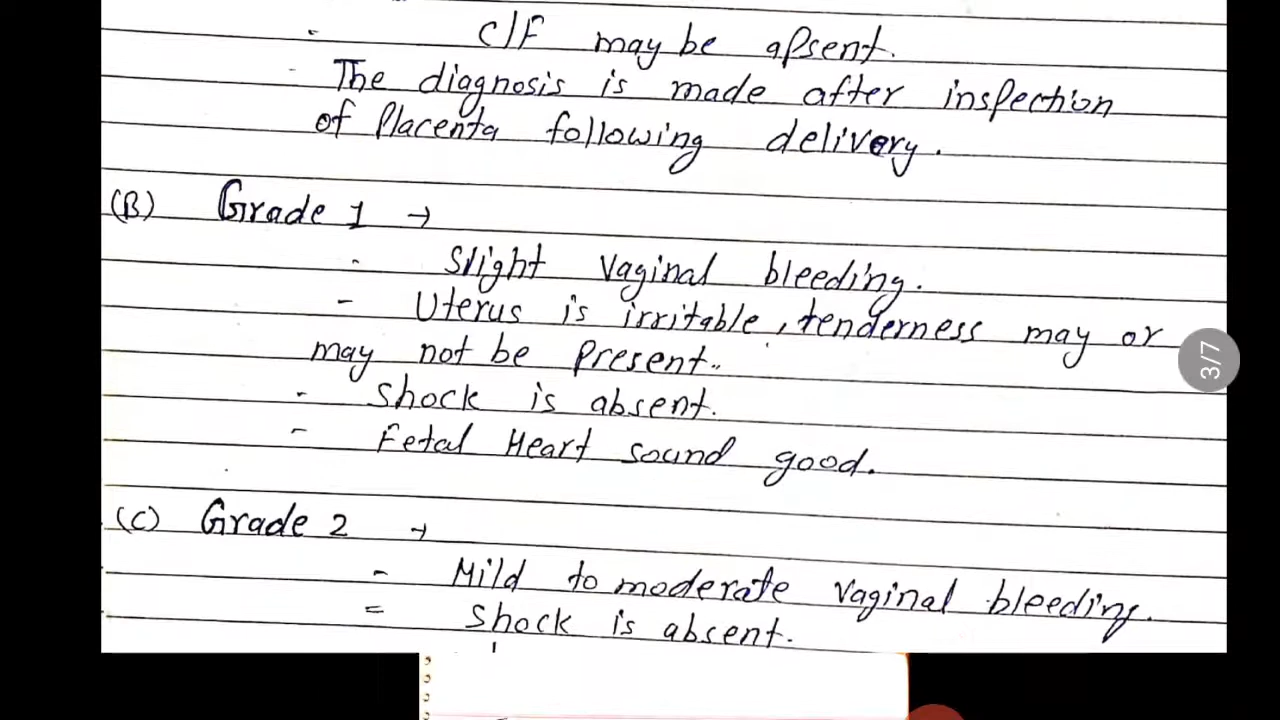 - C/F may be absent.
- The diagnosis is made after inspection
of Placenta following delivery.
(B) Grade 1 →
- Slight vaginal bleeding.
- Uterus is irritable, tenderness may or
may not be present..
- Shock is absent.
- Fetal Heart sound good.
(C) Grade 2 →
- Mild to moderate vaginal bleeding.
= Shock is absent.
3/7